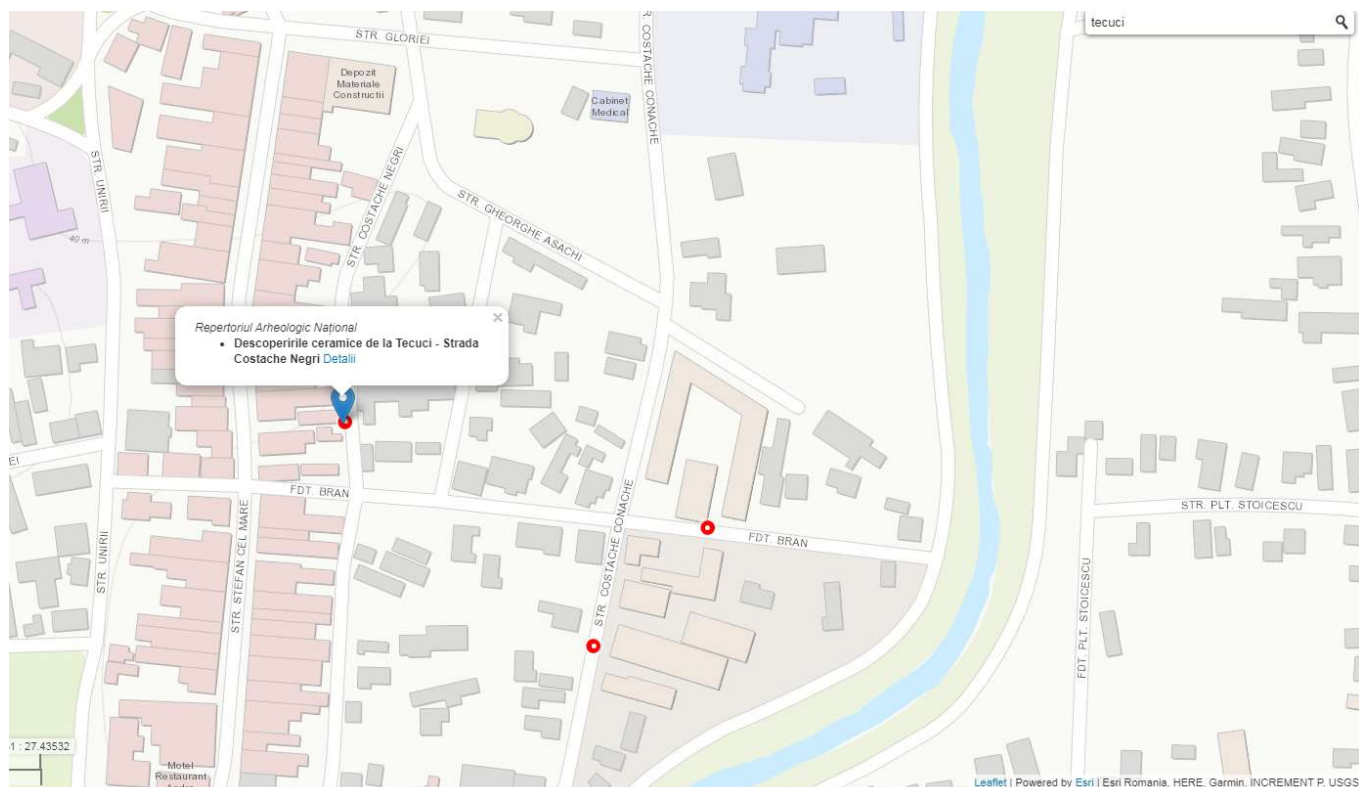 tecuci
STR. GLORIEI
Depozit
Materiale
Constructii
Cabinet
Medical
STR. COSTACHE CONACHE
STR. UNIRII
STR. COSTACHE NEGRI
STR. GHEORGHE ASACHI
40 m
×
Repertoriul Arheologic Național
• Descoperirile ceramice de la Tecuci - Strada
Costache Negri Detalii
EI
FDT. BRAN
STR. COSTACHE CONACHE
FDT. BRAN
STR. PLT. STOICESCU
STR. UNIRII
STR. STEFAN CEL MARE
FDT. PLT. STOICESCU
: 27.43532
Motel
Restaurant
Leaflet | Powered by Esri | Esri Romania, HERE, Garmin, INCREMENT P, USGS